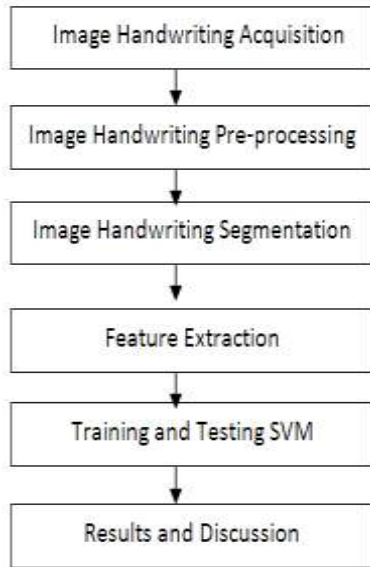 Image Handwriting Acquisition
Image Handwriting Pre-processing
Image Handwriting Segmentation
Feature Extraction
Training and Testing SVM
Results and Discussion